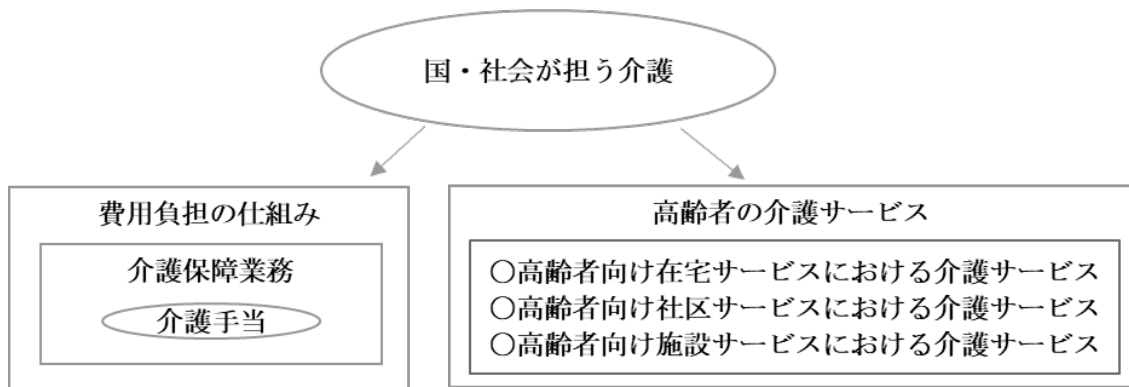 国・社会が担う介護
費用負担の仕組み
介護保障業務
介護手当
高齢者の介護サービス
〇高齢者向け在宅サービスにおける介護サービス
〇高齢者向け社区サービスにおける介護サービス
〇高齢者向け施設サービスにおける介護サービス